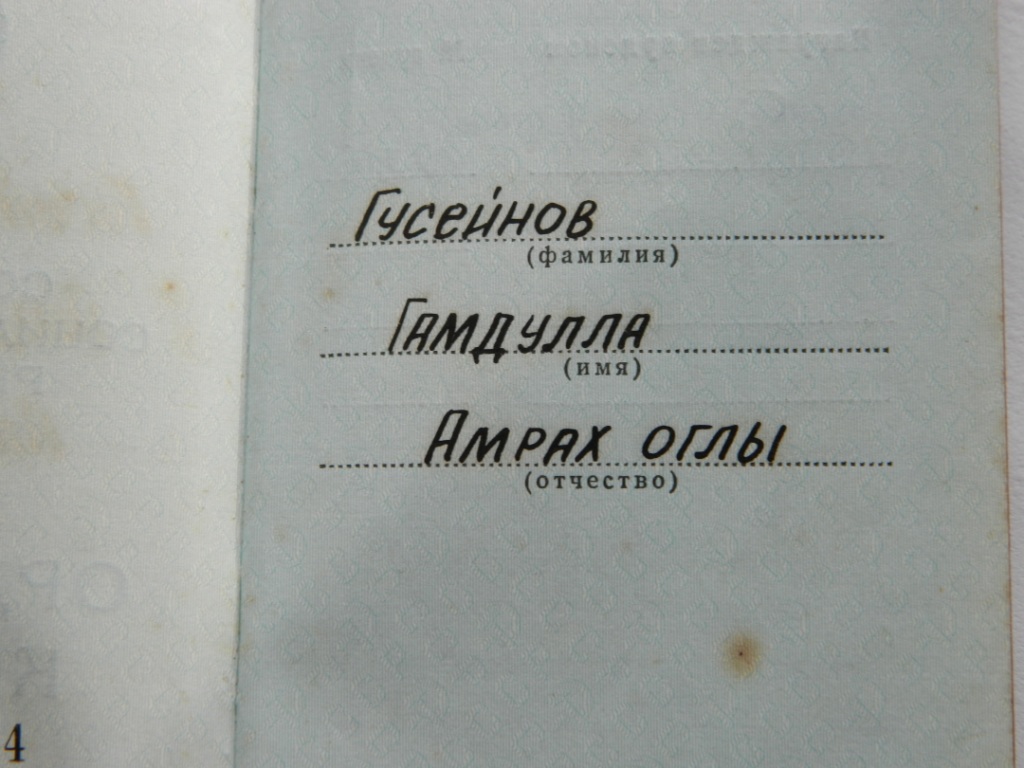 Гусейнов
(фамилия)
Гамдулла
(имя)
Амрах оглы
(отчество)
4